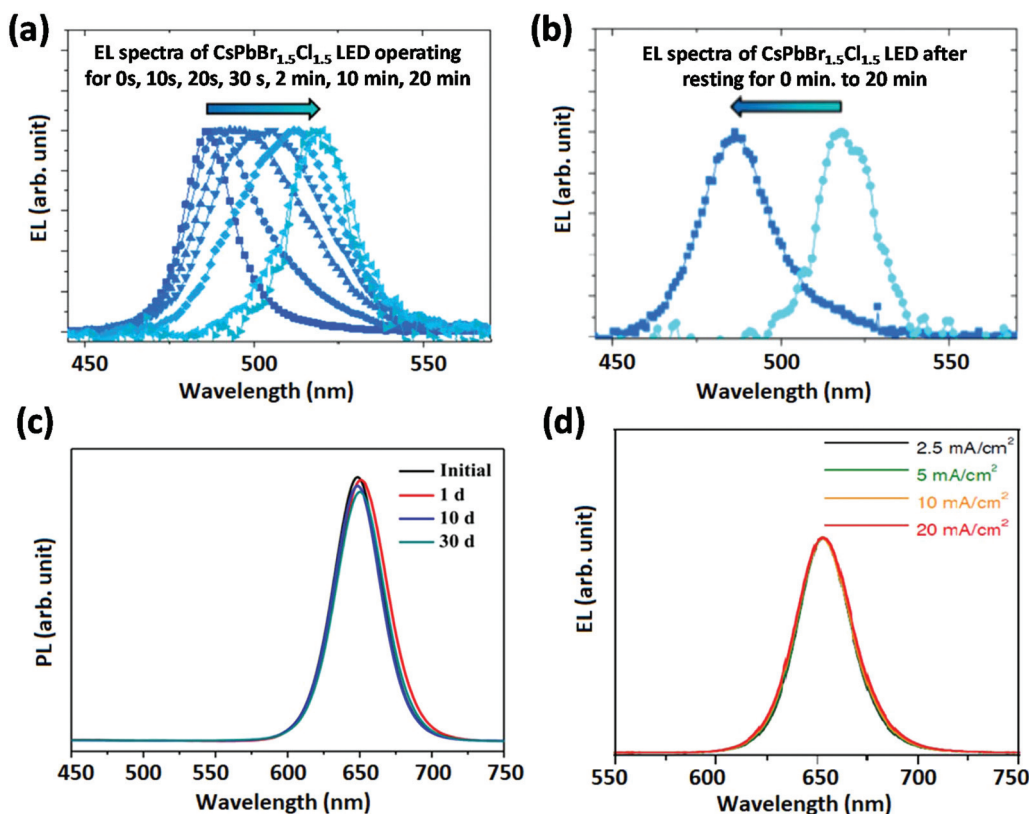 (a)
EL spectra of CsPbBr1.5Cl1.5 LED operating
for 0s, 10s, 20s, 30 s, 2 min, 10 min, 20 min
EL (arb. unit)
450 500 550
Wavelength (nm)
(b)
EL spectra of CsPbBr1.5Cl1.5 LED after
resting for 0 min. to 20 min
EL (arb. unit)
450 500 550
Wavelength (nm)
(c)
Initial
1 d
10 d
30 d
PL (arb. unit)
450 500 550 600 650 700 750
Wavelength (nm)
(d)
2.5 mA/cm2
5 mA/cm2
10 mA/cm2
20 mA/cm2
EL (arb. unit)
550 600 650 700 750
Wavelength (nm)